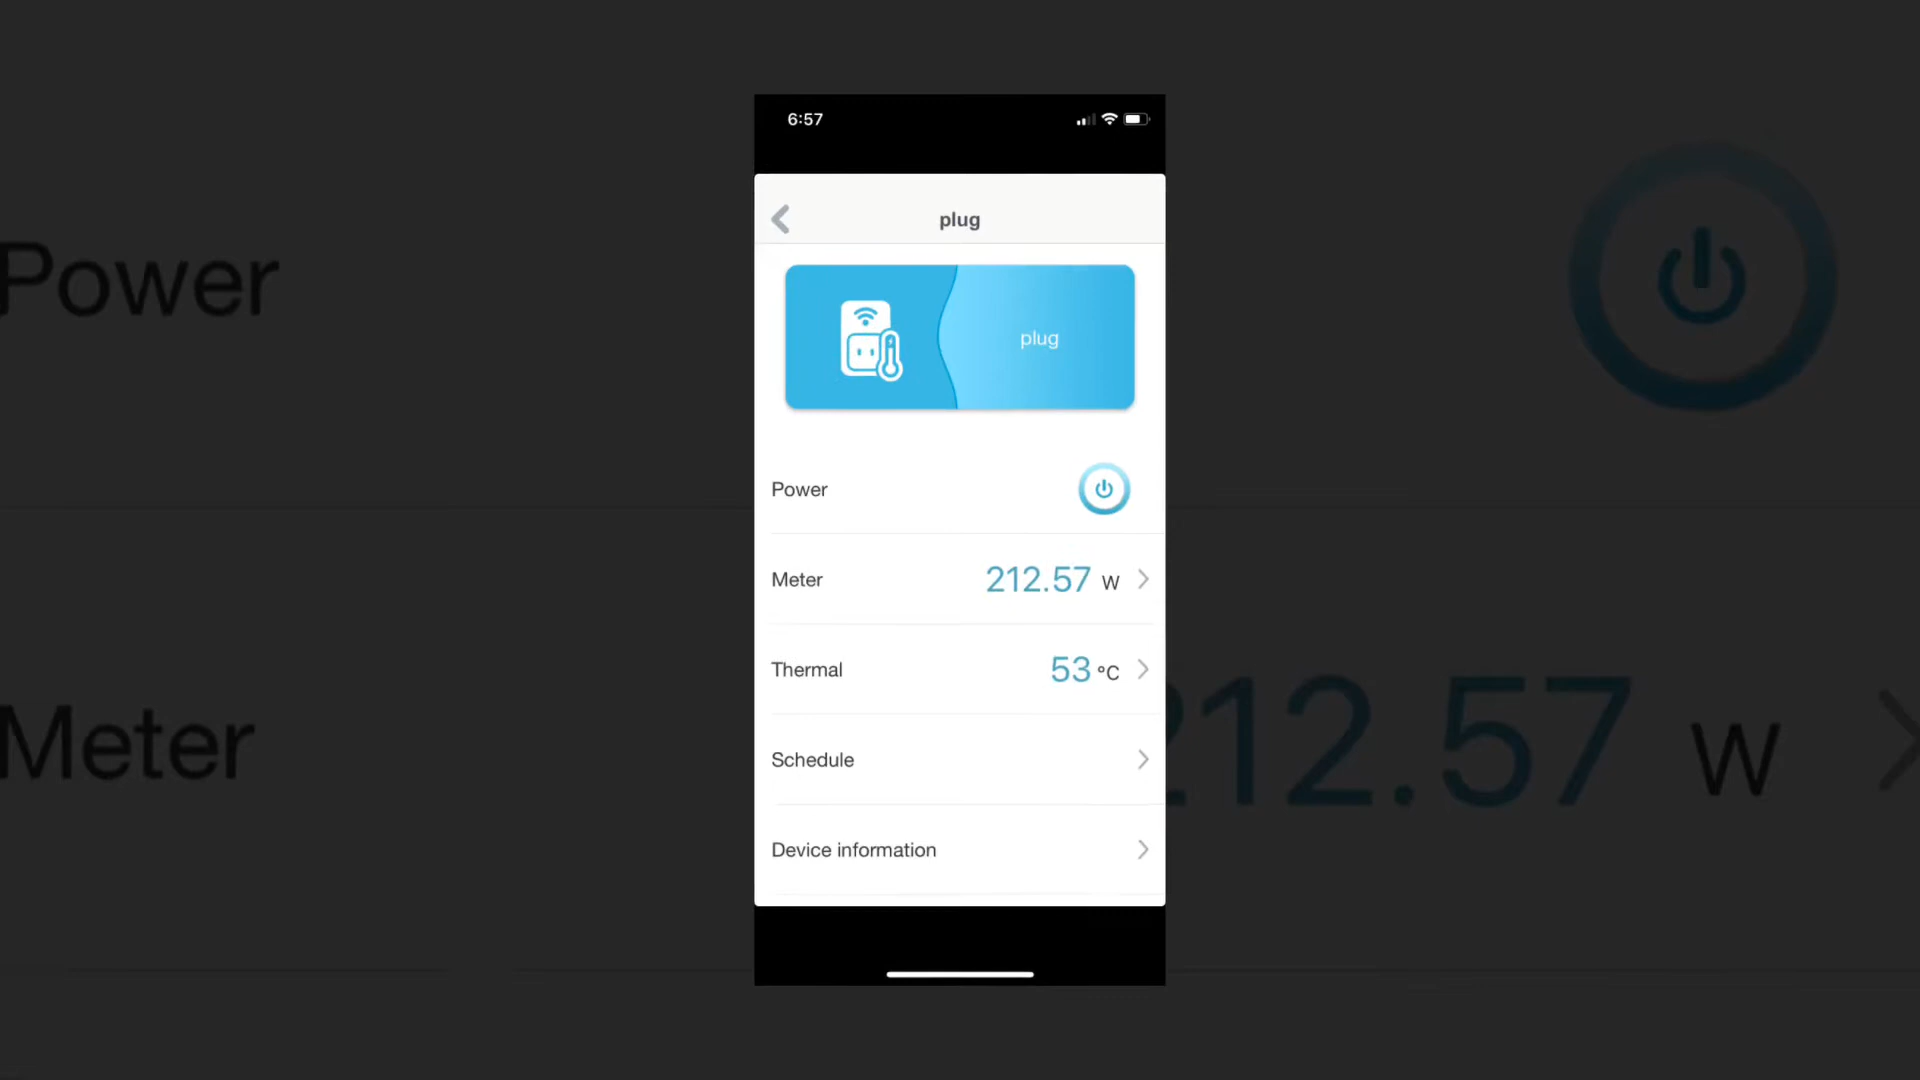 6:57
plug
plug
Power
Meter 212.57 W
Thermal 53 °C
Schedule
Device information
Power
Meter 212.57 W